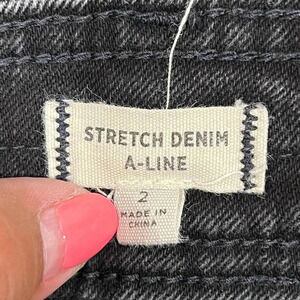 STRETCH DENIM
A-LINE
2
MADE IN
CHINA